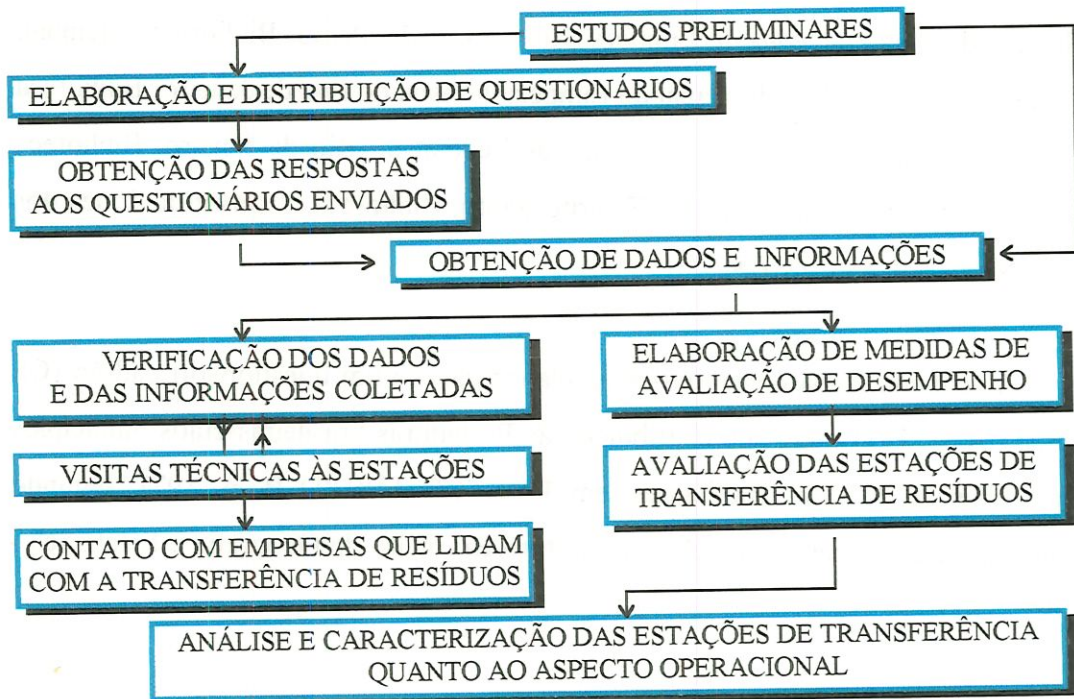 ESTUDOS PRELIMINARES
ELABORAÇÃO E DISTRIBUIÇÃO DE QUESTIONÁRIOS
OBTENÇÃO DAS RESPOSTAS
AOS QUESTIONÁRIOS ENVIADOS
OBTENÇÃO DE DADOS E INFORMAÇÕES
VERIFICAÇÃO DOS DADOS
E DAS INFORMAÇÕES COLETADAS
ELABORAÇÃO DE MEDIDAS DE
AVALIAÇÃO DE DESEMPENHO
VISITAS TÉCNICAS ÀS ESTAÇÕES
AVALIAÇÃO DAS ESTAÇÕES DE
TRANSFERÊNCIA DE RESÍDUOS
CONTATO COM EMPRESAS QUE LIDAM
COM A TRANSFERÊNCIA DE RESÍDUOS
ANÁLISE E CARACTERIZAÇÃO DAS ESTAÇÕES DE TRANSFERÊNCIA
QUANTO AO ASPECTO OPERACIONAL